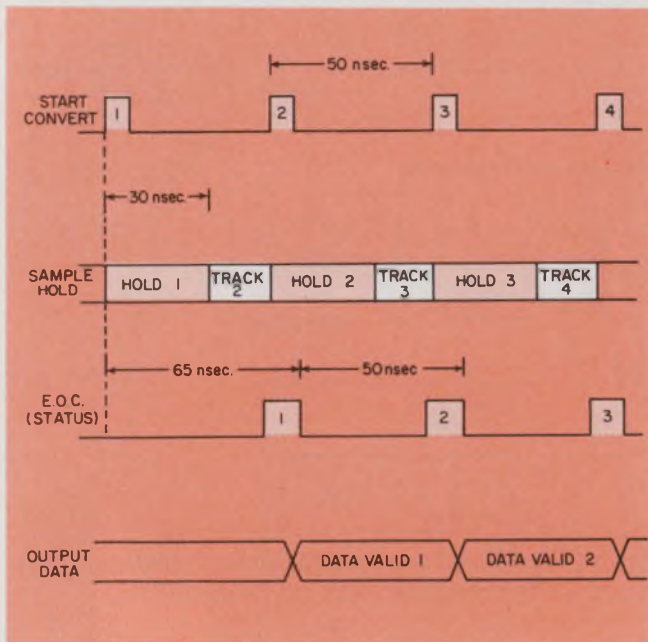 50 nsec.
START
CONVERT
1
2
3
4
30 nsec.
SAMPLE
HOLD
HOLD 1
TRACK
2
HOLD 2
TRACK
3
HOLD 3
TRACK
4
65 nsec.
50 nsec
E.O.C.
(STATUS)
1
2
3
OUTPUT
DATA
DATA VALID 1
DATA VALID 2